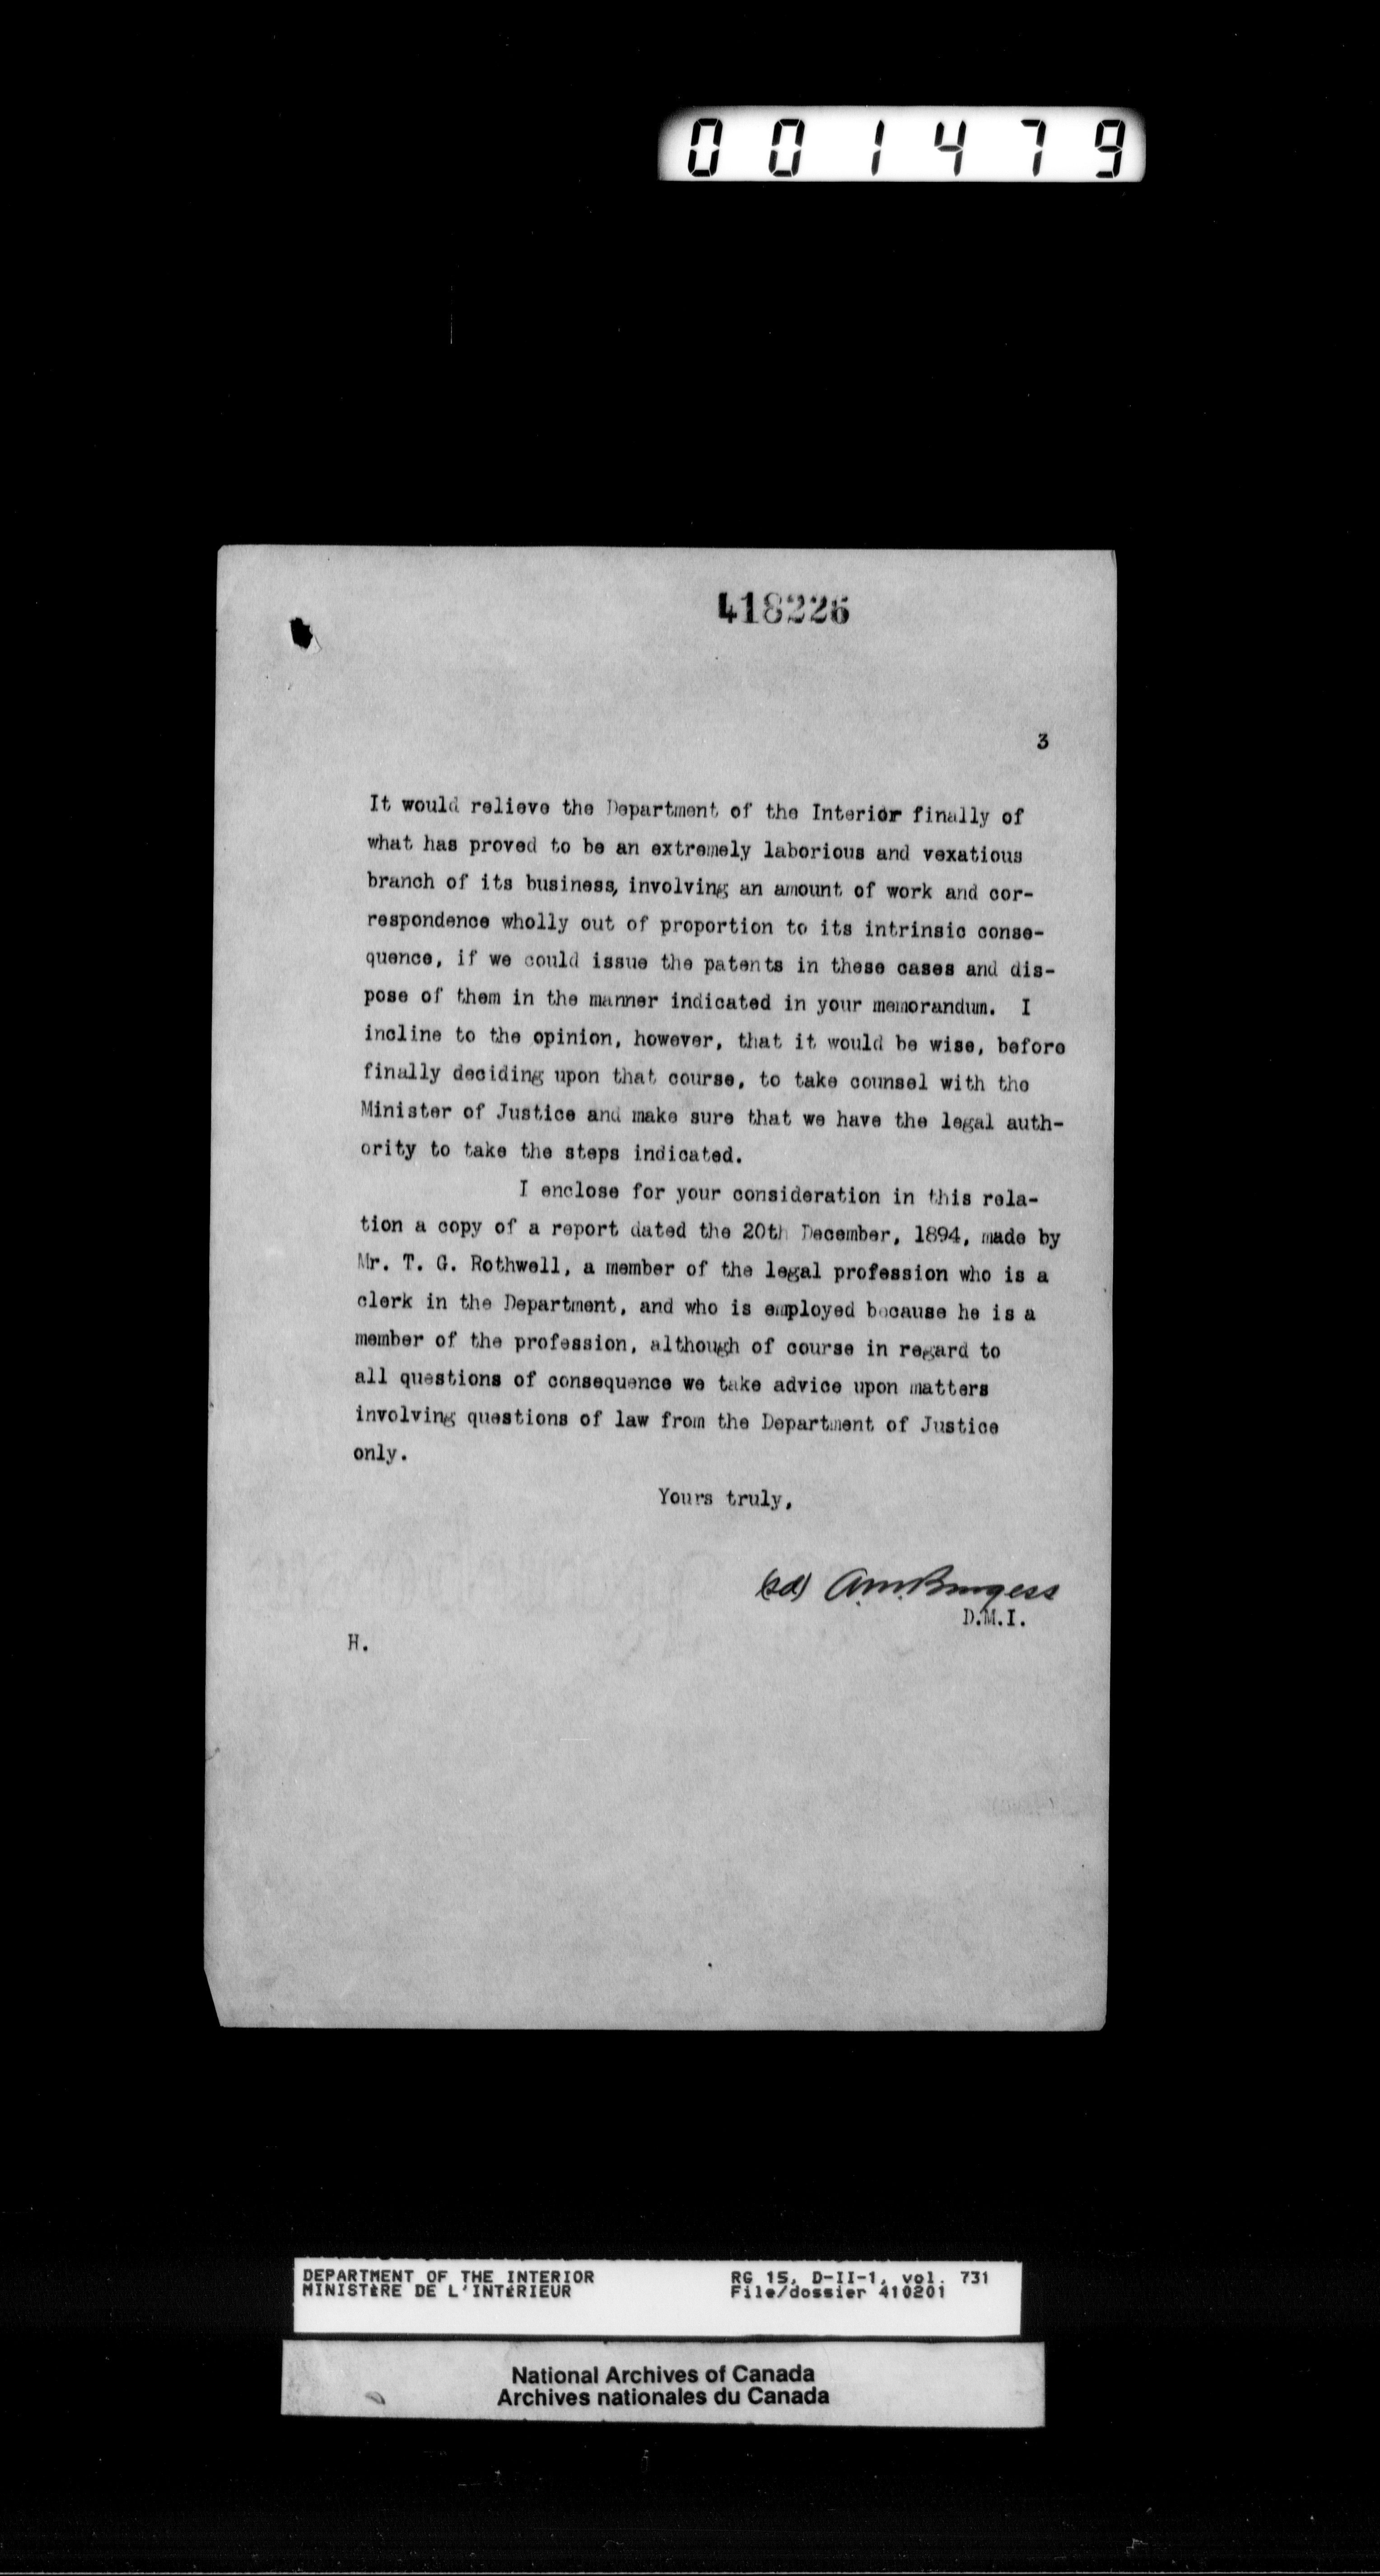 001479
418226
3
It would relieve the Department of the Interior finally of
what has proved to be an extremely laborious and vexatious
branch of its business, involving an amount of work and cor-
respondence wholly out of proportion to its intrinsic conse-
quence, if we could issue the patents in these cases and dis-
pose of them in the manner indicated in your memorandum. I
incline to the opinion, however, that it would be wise, before
finally deciding upon that course, to take counsel with the
Minister of Justice and make sure that we have the legal auth-
ority to take the steps indicated.
I enclose for your consideration in this rela-
tion a copy of a report dated the 20th December, 1894, made by
Mr. T. G. Rothwell, a member of the legal profession who is a
clerk in the Department, and who is employed because he is a
member of the profession, although of course in regard to
all questions of consequence we take advice upon matters
involving questions of law from the Department of Justice
only.
Yours truly,
(sd) A.M. Burgess
D.M.I.
H.
DEPARTMENT OF THE INTERIOR RG 15, D-II-1, vol. 731
MINISTèRE DE L'INTéRIEUR File/dossier 410201
National Archives of Canada
Archives nationales du Canada